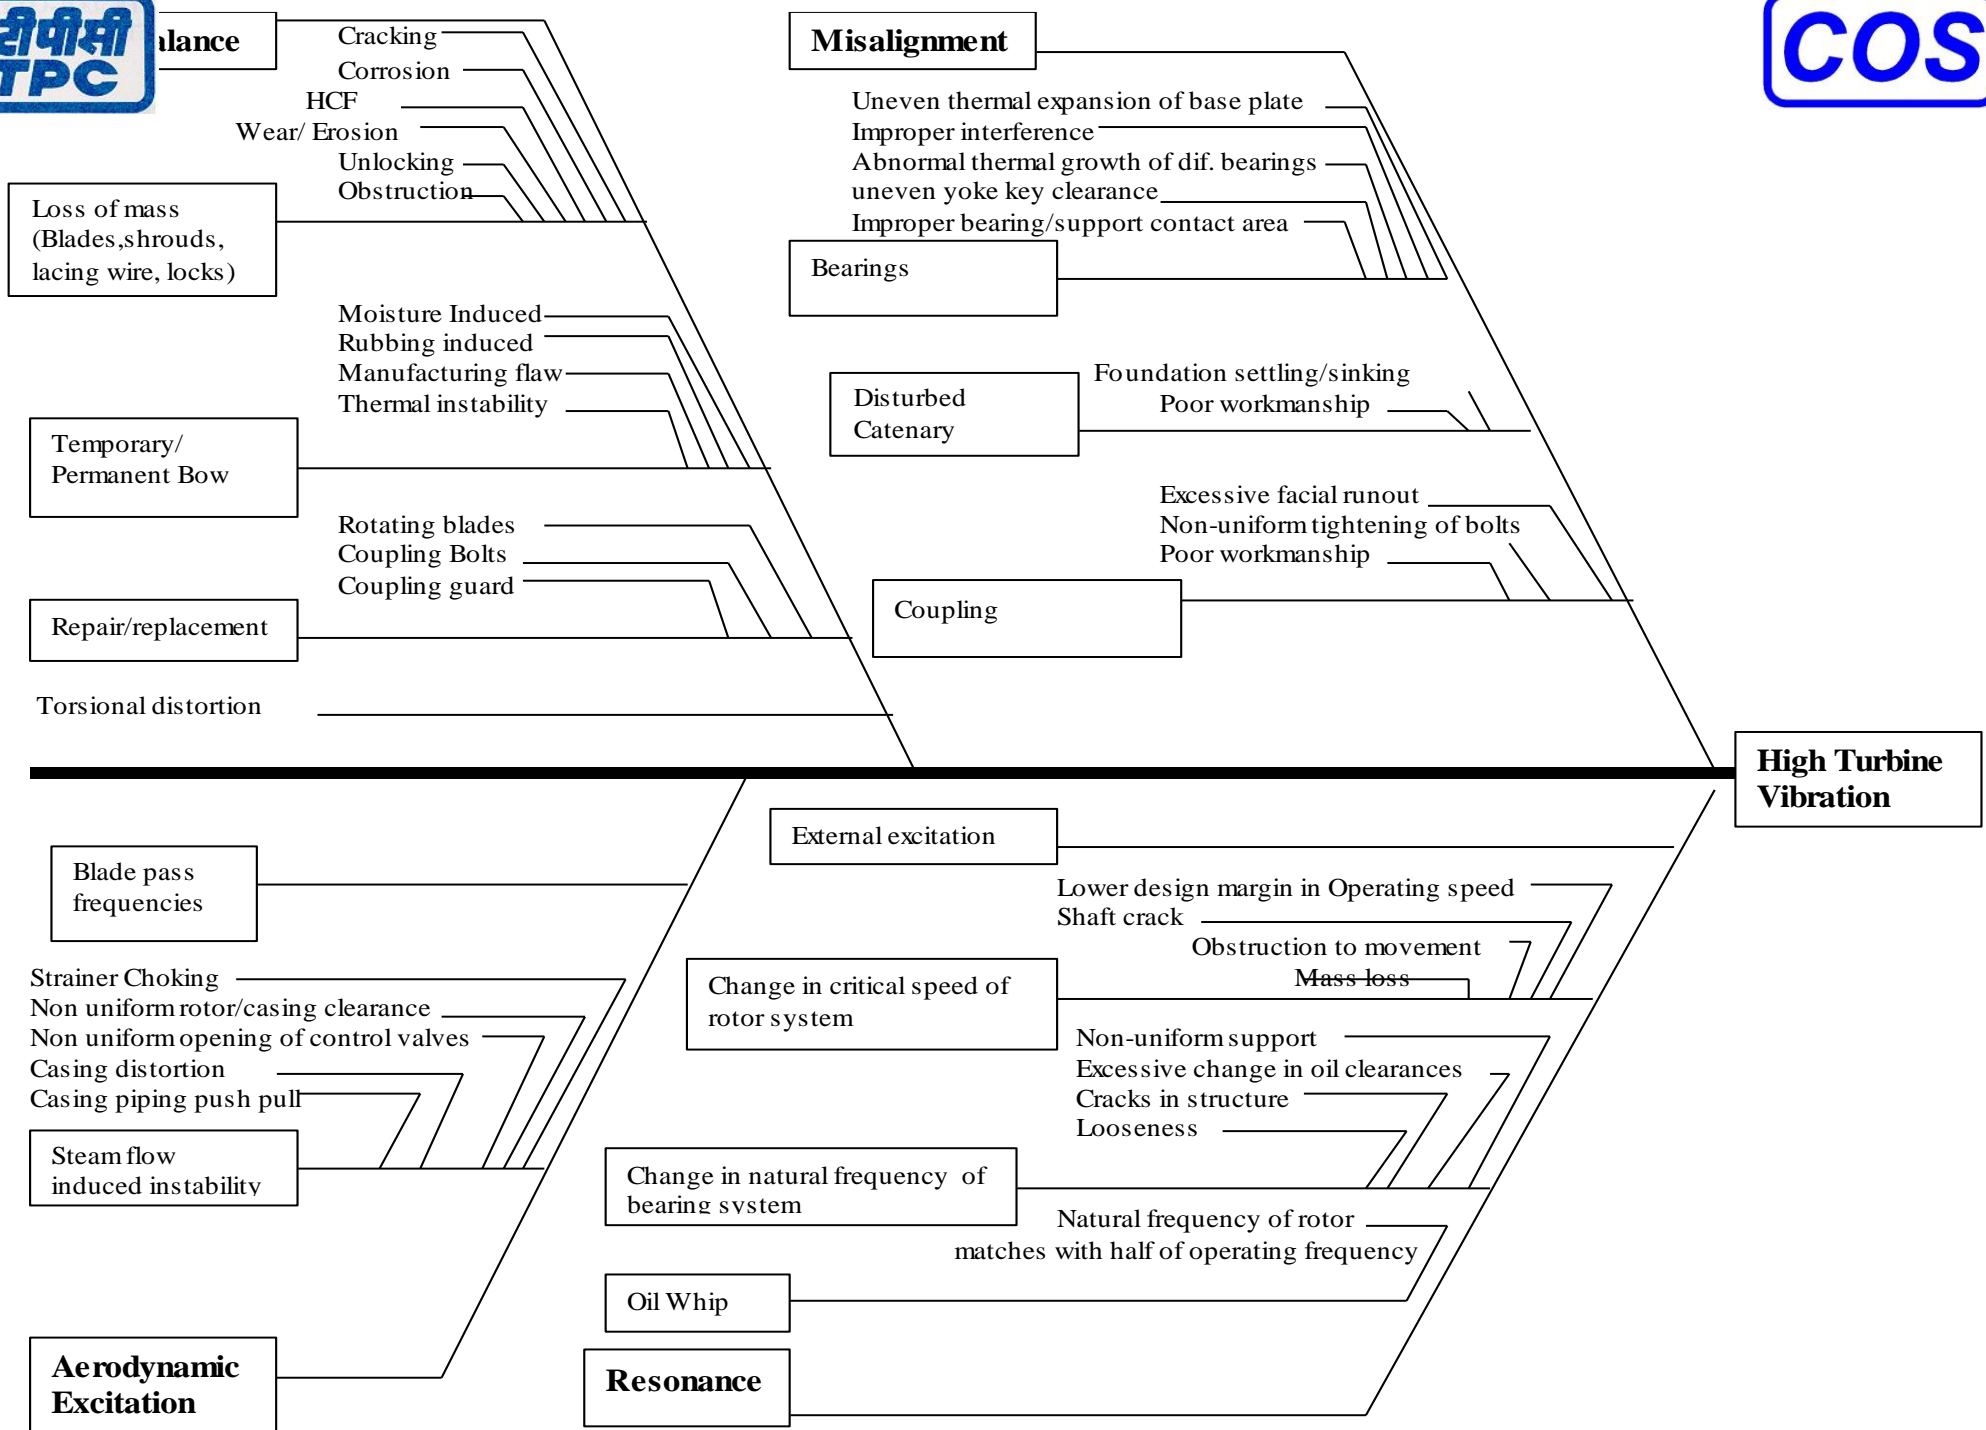 टीपीसी
TPC
alance
Cracking
Corrosion
HCF
Wear/ Erosion
Unlocking
Obstruction
Loss of mass
(Blades,shrouds,
lacing wire, locks)
Moisture Induced
Rubbing induced
Manufacturing flaw
Thermal instability
Temporary/
Permanent Bow
Rotating blades
Coupling Bolts
Coupling guard
Repair/replacement
Torsional distortion
Misalignment
COS
Uneven thermal expansion of base plate
Improper interference
Abnormal thermal growth of dif. bearings
uneven yoke key clearance
Improper bearing/support contact area
Bearings
Foundation settling/sinking
Poor workmanship
Disturbed
Catenary
Excessive facial runout
Non-uniform tightening of bolts
Poor workmanship
Coupling
High Turbine
Vibration
Blade pass
frequencies
Strainer Choking
Non uniform rotor/casing clearance
Non uniform opening of control valves
Casing distortion
Casing piping push pull
Steam flow
induced instability
Aerodynamic
Excitation
External excitation
Lower design margin in Operating speed
Shaft crack
Obstruction to movement
Mass loss
Change in critical speed of
rotor system
Non-uniform support
Excessive change in oil clearances
Cracks in structure
Looseness
Change in natural frequency of
bearing system
Natural frequency of rotor
matches with half of operating frequency
Oil Whip
Resonance